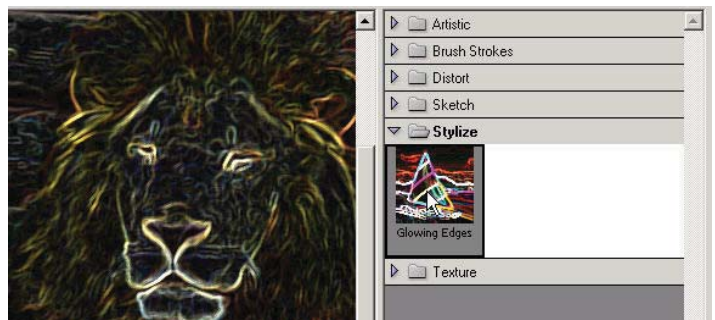 Artistic
Brush Strokes
Distort
Sketch
Stylize
Glowing Edges
Texture